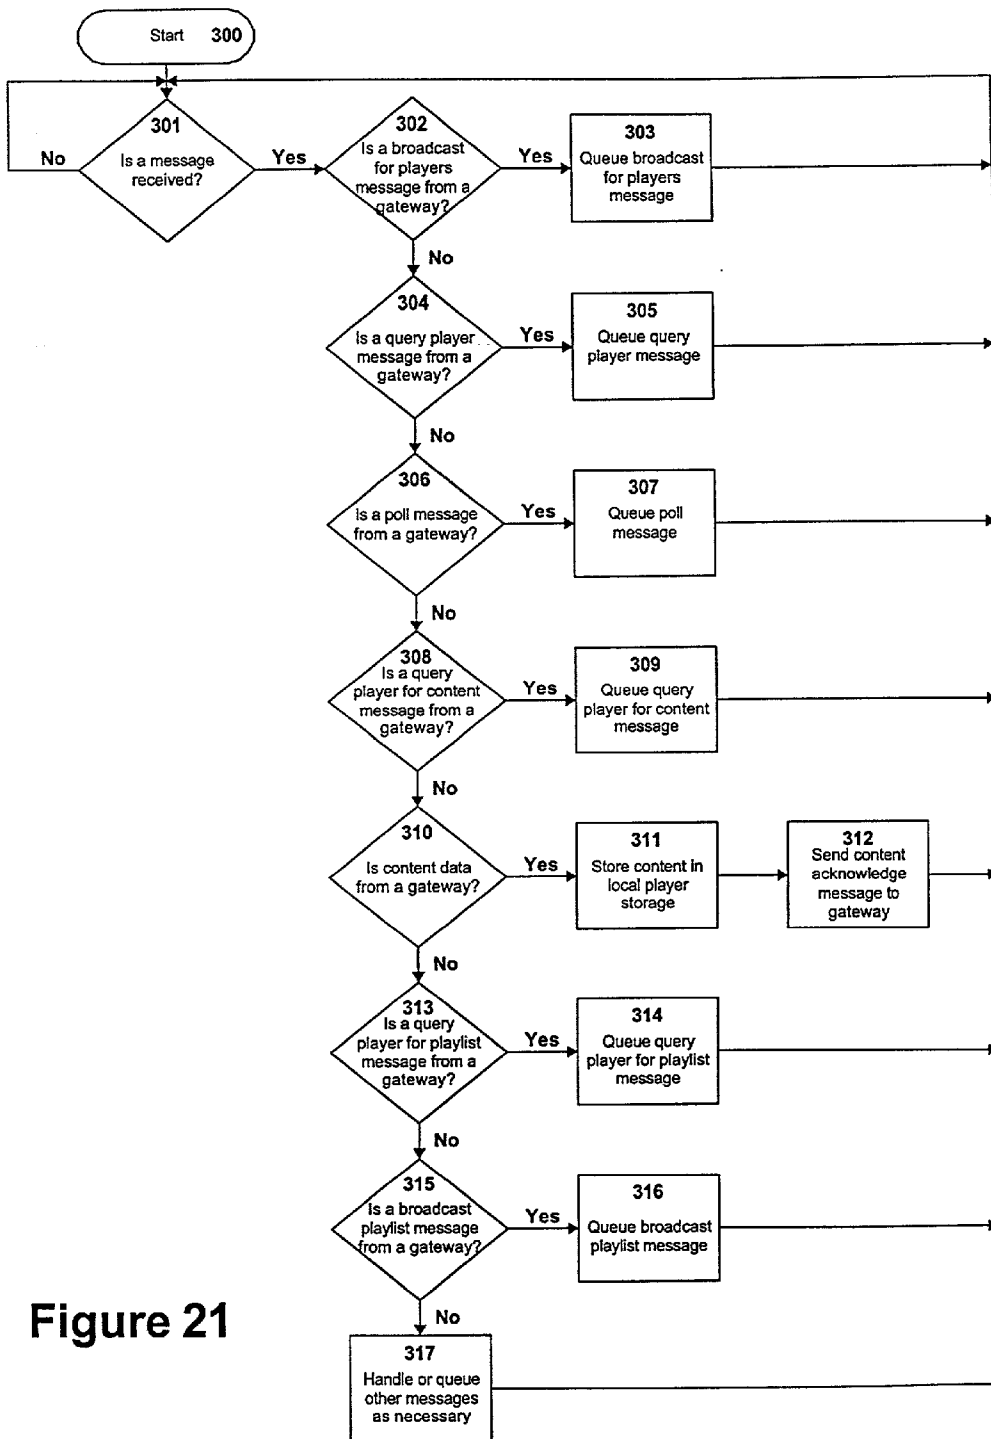 Start 300
301
Is a message
received?
No
Yes
302
Is a broadcast
for players
message from a
gateway?
Yes
303
Queue broadcast
for players
message
No
304
Is a query player
message from a
gateway?
Yes
305
Queue query
player message
No
306
Is a poll message
from a gateway?
Yes
307
Queue poll
message
No
308
Is a query
player for content
message from a
gateway?
Yes
309
Queue query
player for content
message
No
310
Is content data
from a gateway?
Yes
311
Store content in
local player
storage
312
Send content
acknowledge
message to
gateway
No
313
Is a query
player for playlist
message from a
gateway?
Yes
314
Queue query
player for playlist
message
No
315
Is a broadcast
playlist message
from a gateway?
Yes
316
Queue broadcast
playlist message
No
317
Handle or queue
other messages
as necessary
Figure 21